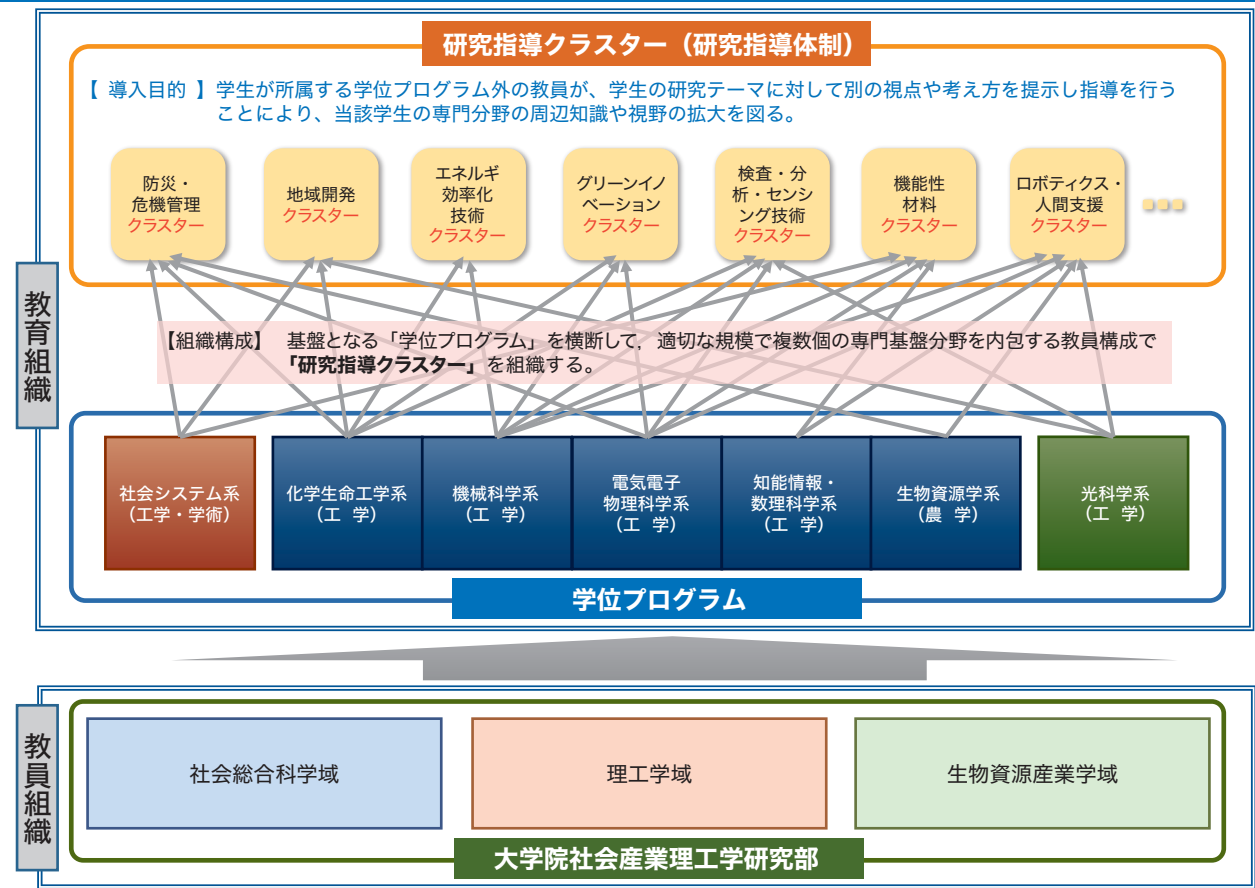 研究指導クラスター（研究指導体制）
【 導入目的 】学生が所属する学位プログラム外の教員が、学生の研究テーマに対して別の視点や考え方を提示し指導を行う
ことにより、当該学生の専門分野の周辺知識や視野の拡大を図る。
防災・
危機管理
クラスター
地域開発
クラスター
エネルギ
効率化
技術
クラスター
グリーンイノ
ベーション
クラスター
検査・分
析・センシ
ング技術
クラスター
機能性
材料
クラスター
ロボティクス・
人間支援
クラスター
教育組織
【組織構成】 基盤となる「学位プログラム」を横断して，適切な規模で複数個の専門基盤分野を内包する教員構成で
「研究指導クラスター」を組織する。
社会システム系
（工学・学術）
化学生命工学系
（工 学）
機械科学系
（工 学）
電気電子
物理科学系
（工 学）
知能情報・
数理科学系
（工 学）
生物資源学系
（農 学）
光科学系
（工 学）
学位プログラム
教員組織
社会総合科学域
理工学域
生物資源産業学域
大学院社会産業理工学研究部